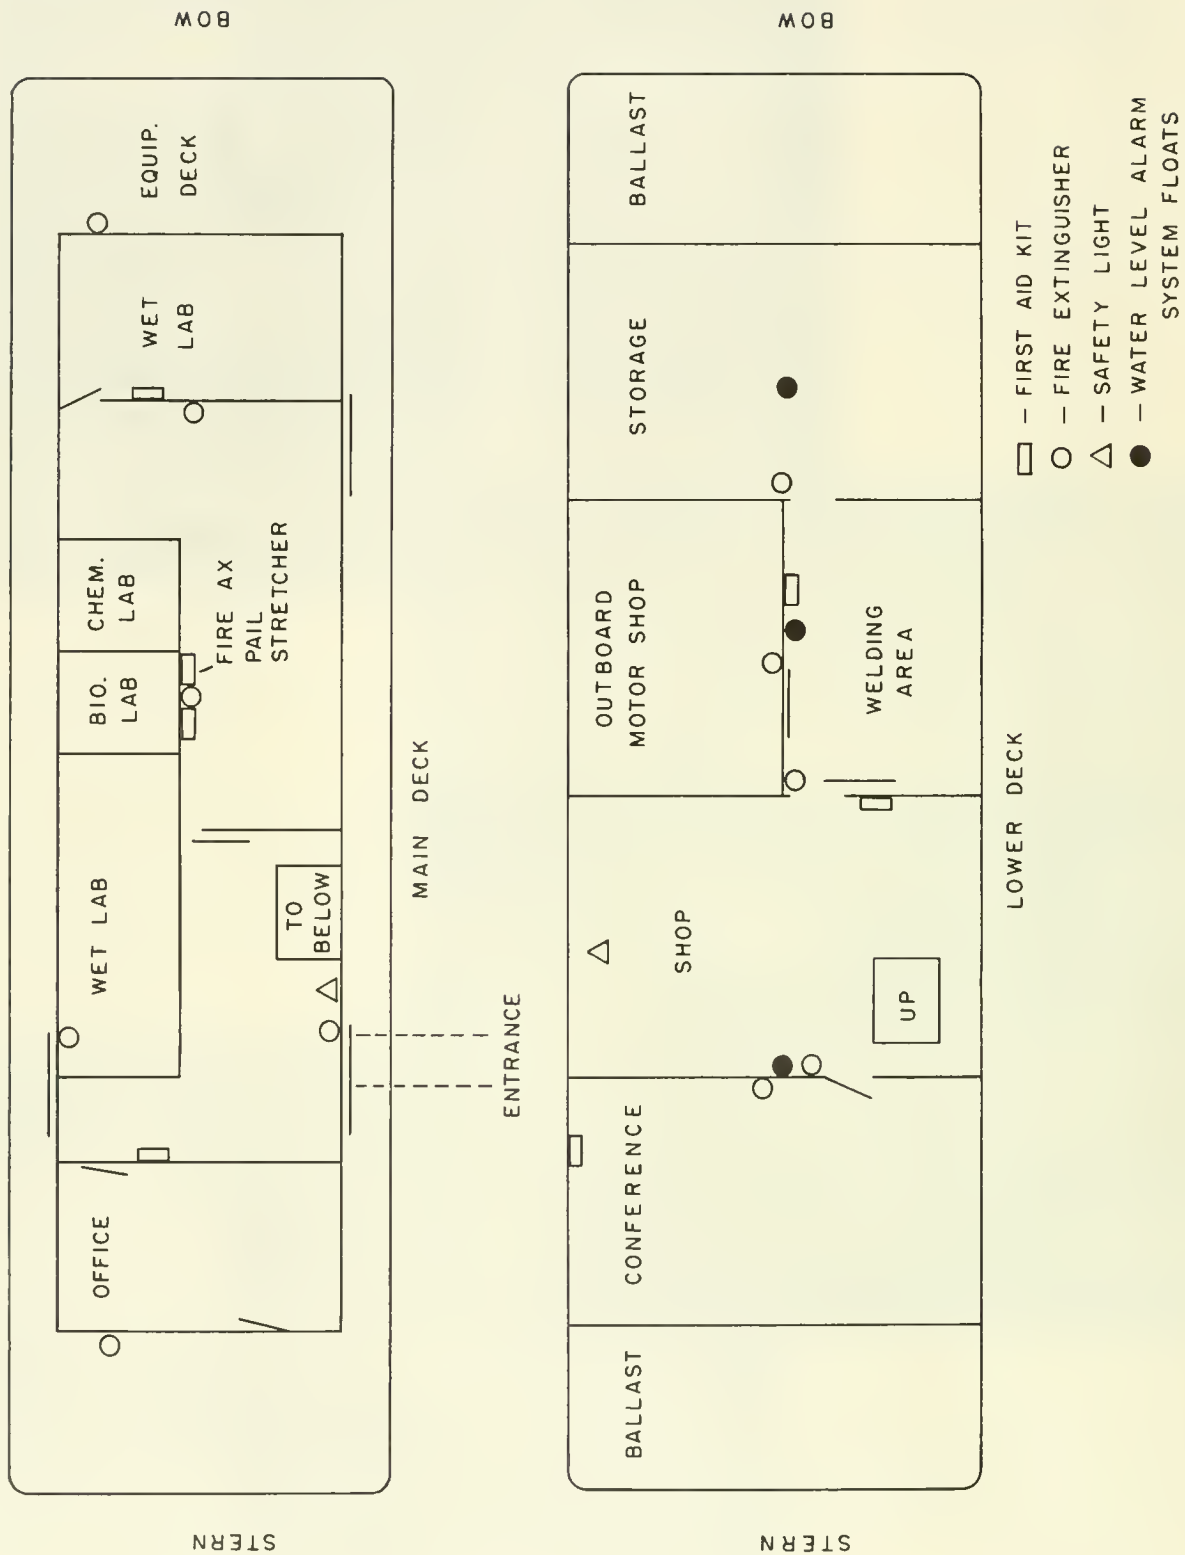 BOW
EQUIP.
DECK
WET
LAB
CHEM.
LAB
FIRE AX
PAIL
STRETCHER
BIO.
LAB
WET LAB
TO
BELOW
OFFICE
STERN
MAIN DECK
ENTRANCE
BOW
BALLAST
STORAGE
OUTBOARD
MOTOR SHOP
WELDING
AREA
SHOP
UP
CONFERENCE
BALLAST
STERN
LOWER DECK
– FIRST AID KIT
– FIRE EXTINGUISHER
– SAFETY LIGHT
– WATER LEVEL ALARM
SYSTEM FLOATS